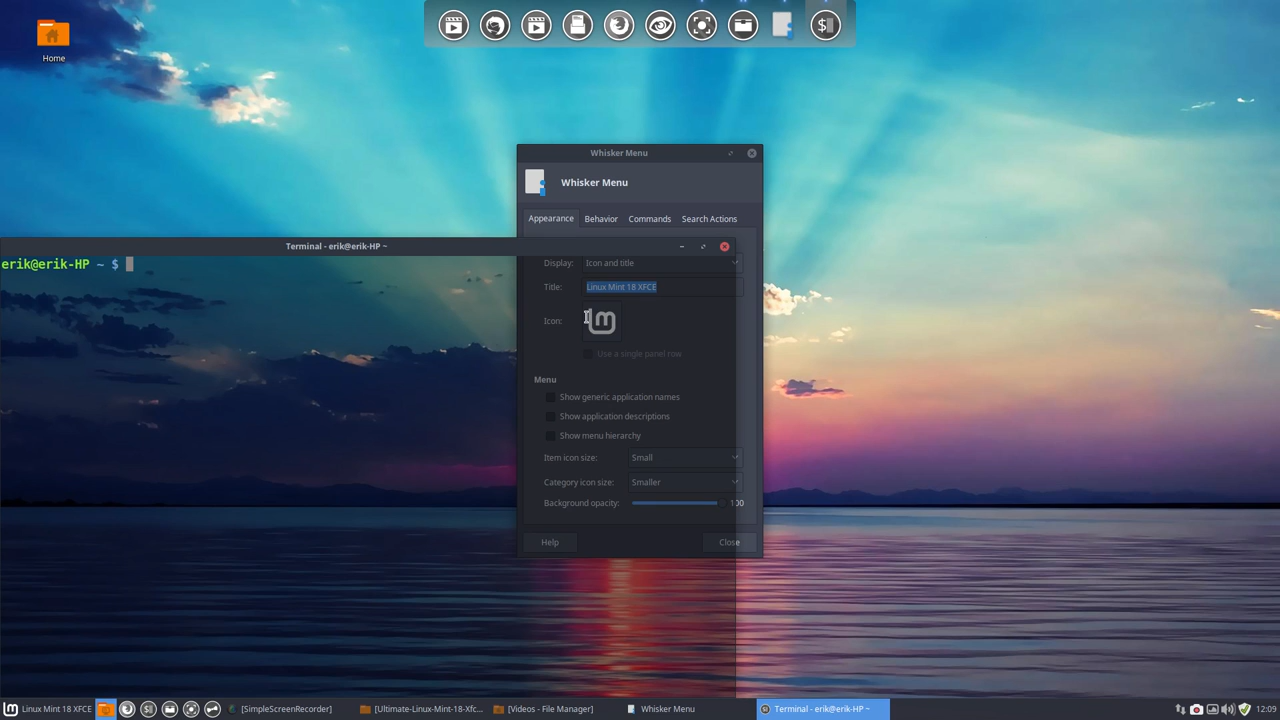 Home
Whisker Menu
Whisker Menu
Appearance
Behavior
Commands
Search Actions
Terminal - erik@erik-HP ~
erik@erik-HP ~ $
Display:
Icon and title
Title:
Linux Mint 18 XFCE
Icon:
Use a single panel row
Menu
Show generic application names
Show application descriptions
Show menu hierarchy
Item icon size:
Small
Category icon size:
Smaller
Background opacity:
100
Help
Close
Linux Mint 18 XFCE
[SimpleScreenRecorder]
[Ultimate-Linux-Mint-18-Xfc...
[Videos - File Manager]
Whisker Menu
Terminal - erik@erik-HP ~
12:09